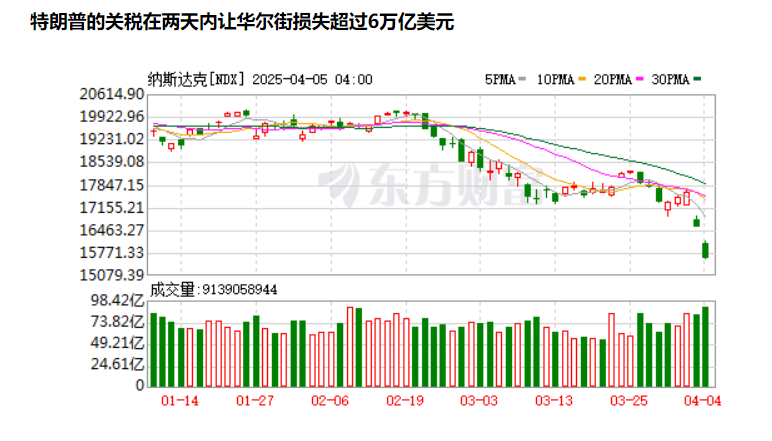 特朗普的关税在两天内让华尔街损失超过6万亿美元
纳斯达克[NDX] 2025-04-05 04:00 5PMA 10PMA 20PMA 30PMA
20614.90
19922.96
19231.02
18539.08
17847.15
17155.21
16463.27
15771.33
15079.39
东方财富
成交量:9139058944
98.42亿
73.82亿
49.21亿
24.61亿
0
01-14 01-27 02-06 02-19 03-03 03-13 03-25 04-04